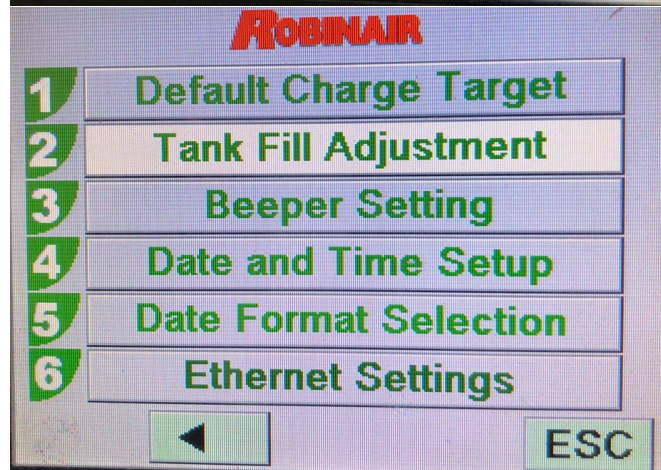 ROBINAIR
1 Default Charge Target
2 Tank Fill Adjustment
3 Beeper Setting
4 Date and Time Setup
5 Date Format Selection
6 Ethernet Settings
ESC